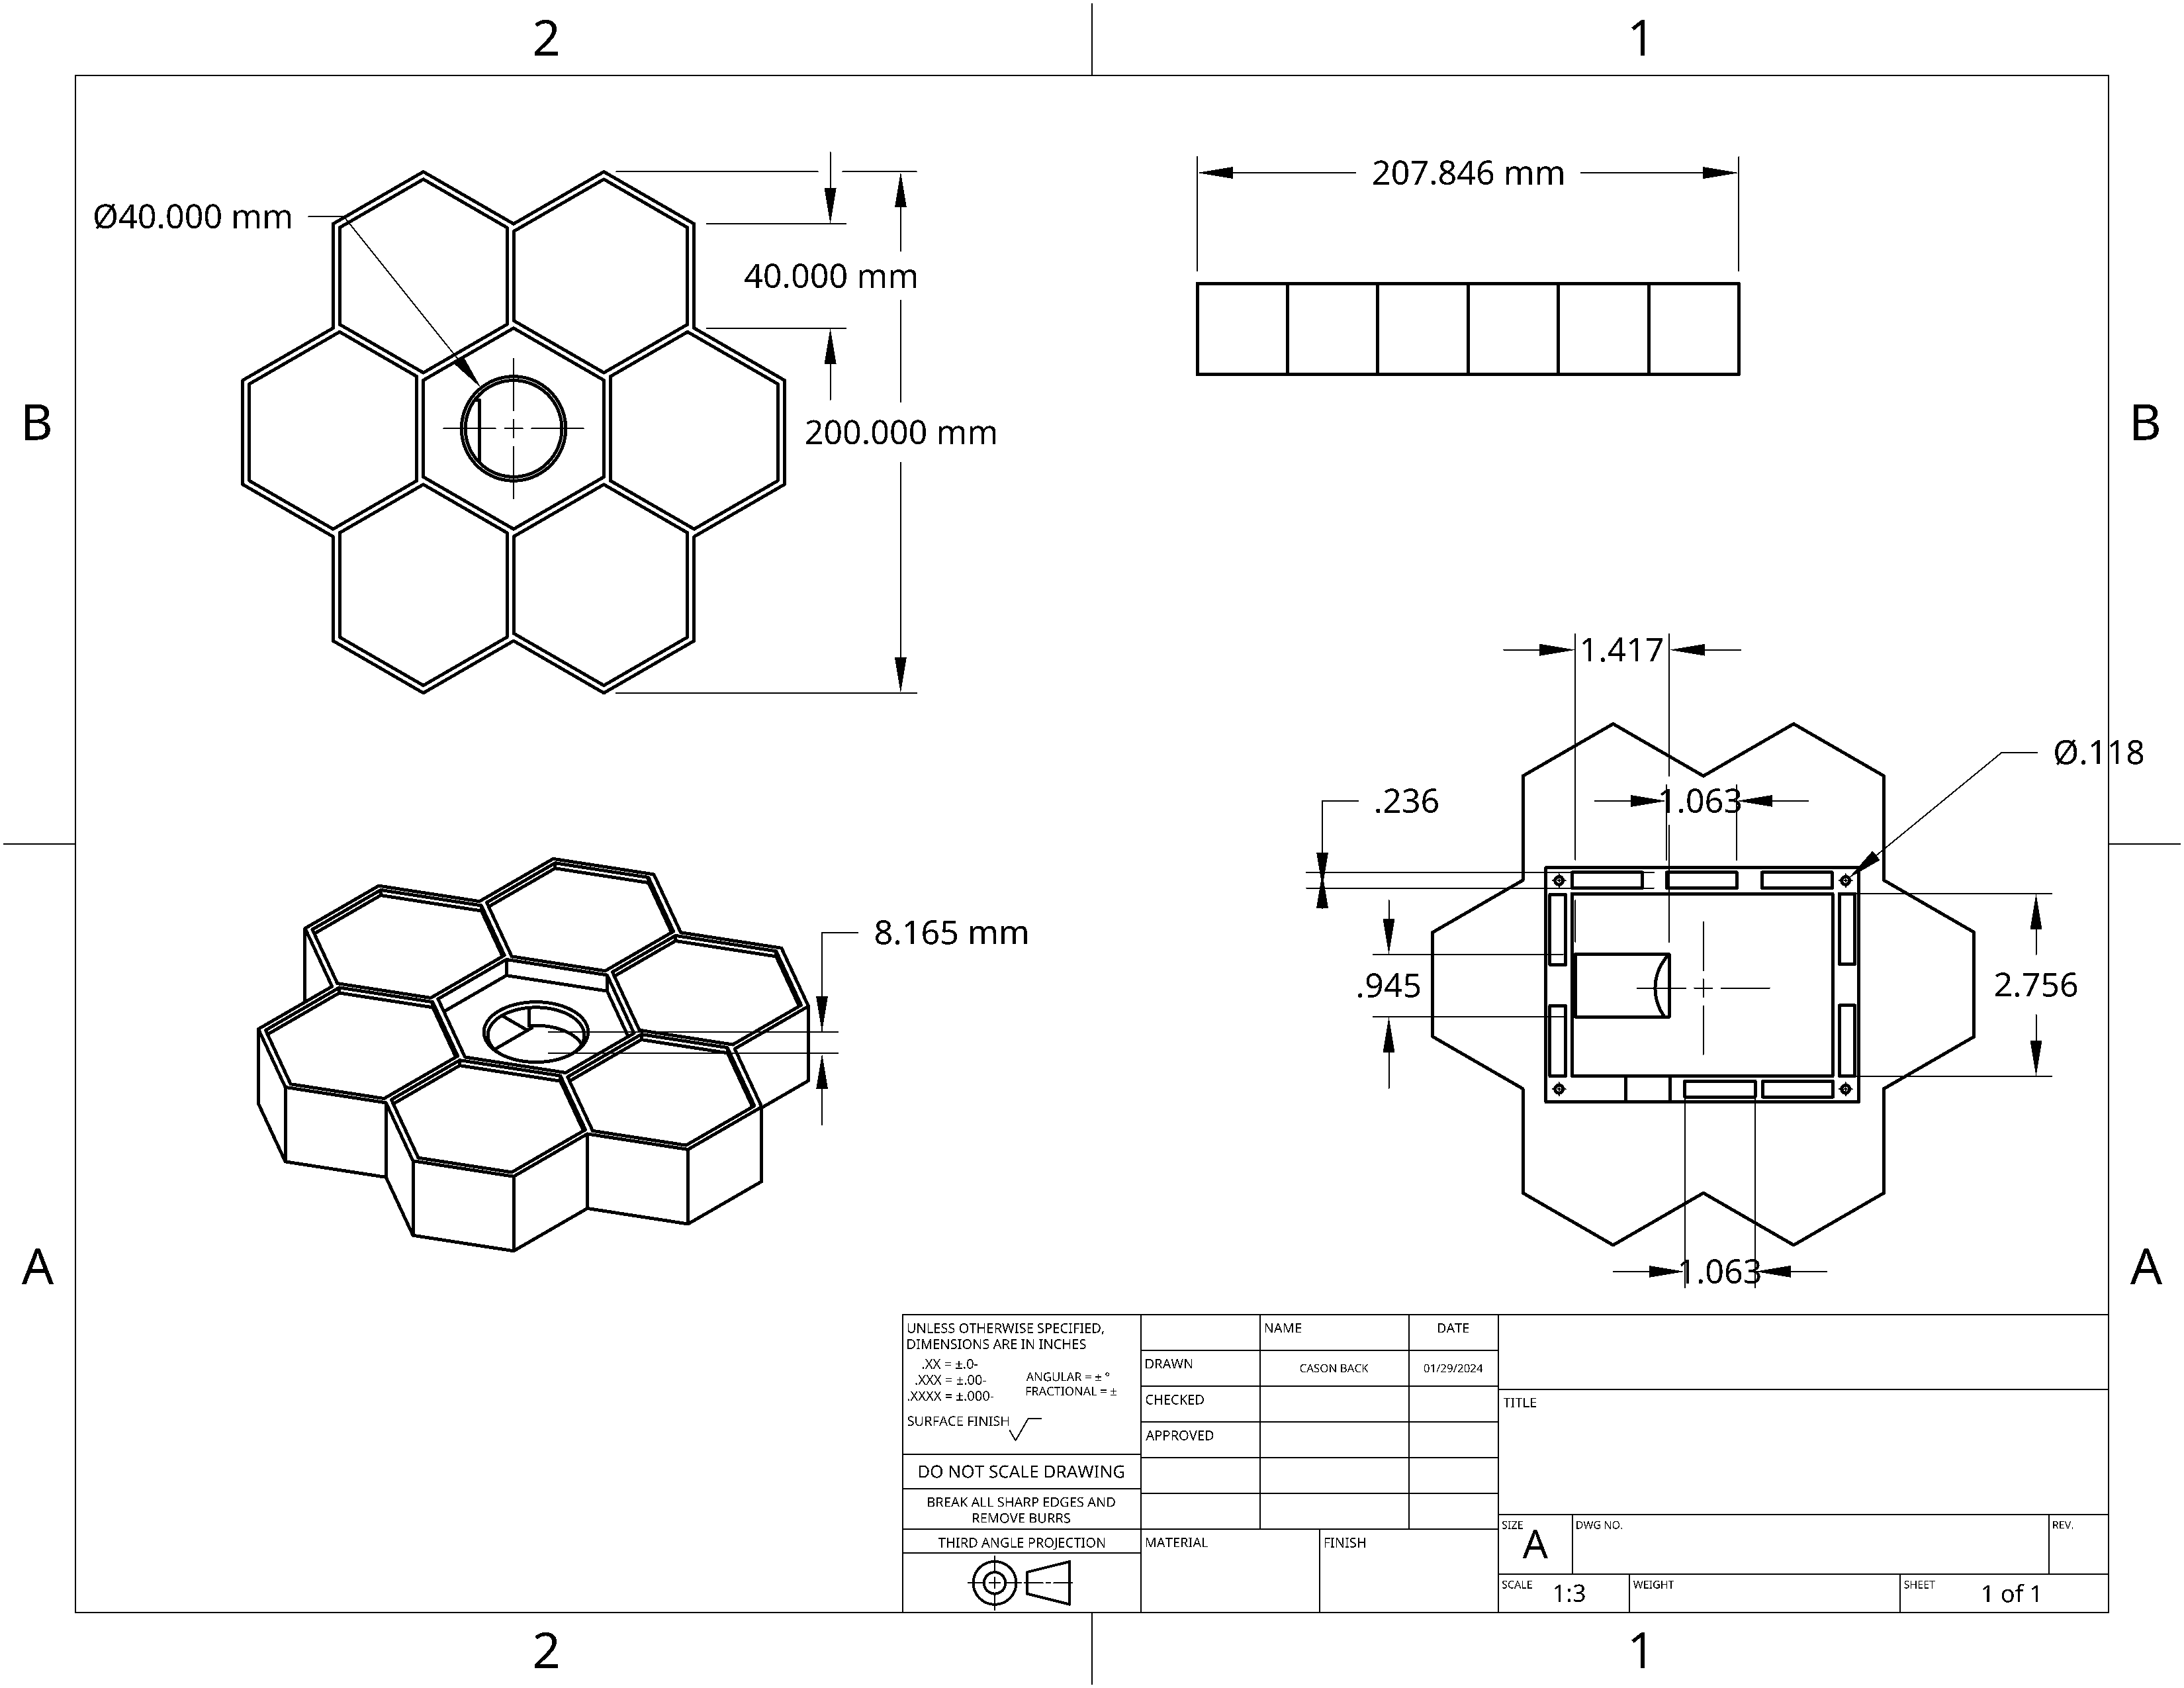 2
1
Ø40.000 mm
40.000 mm
200.000 mm
207.846 mm
B
B
1.417
Ø.118
.236
1.063
.945
2.756
8.165 mm
1.063
A
A
UNLESS OTHERWISE SPECIFIED,
DIMENSIONS ARE IN INCHES
.XX = ±.0-
.XXX = ±.00-
.XXXX = ±.000-
ANGULAR = ± °
FRACTIONAL = ±
SURFACE FINISH
DO NOT SCALE DRAWING
BREAK ALL SHARP EDGES AND
REMOVE BURRS
THIRD ANGLE PROJECTION
NAME
DATE
DRAWN
CASON BACK
01/29/2024
CHECKED
APPROVED
MATERIAL
FINISH
TITLE
SIZE
A
DWG NO.
REV.
SCALE
1:3
WEIGHT
SHEET
1 of 1
2
1